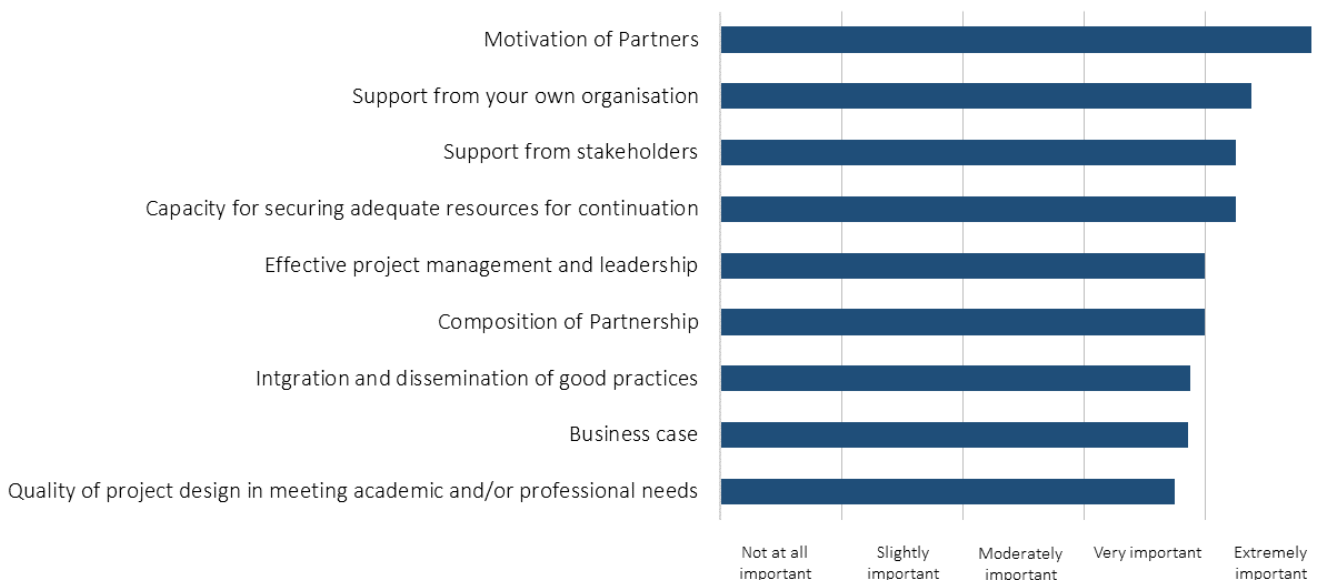 Motivation of Partners
Support from your own organisation
Support from stakeholders
Capacity for securing adequate resources for continuation
Effective project management and leadership
Composition of Partnership
Intgration and dissemination of good practices
Business case
Quality of project design in meeting academic and/or professional needs
Not at all
important
Slightly
important
Moderately
important
Very important
Extremely
important